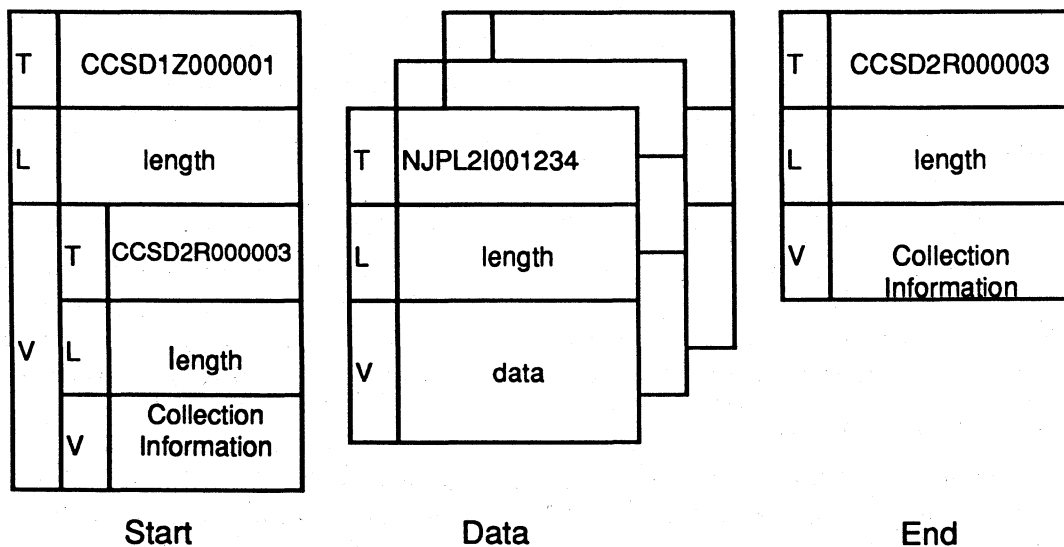 T CCSD1Z000001
L length
V
T CCSD2R000003
L length
V Collection
Information
Start
T NJPL2I001234
L length
V data
Data
T CCSD2R000003
L length
V Collection
Information
End